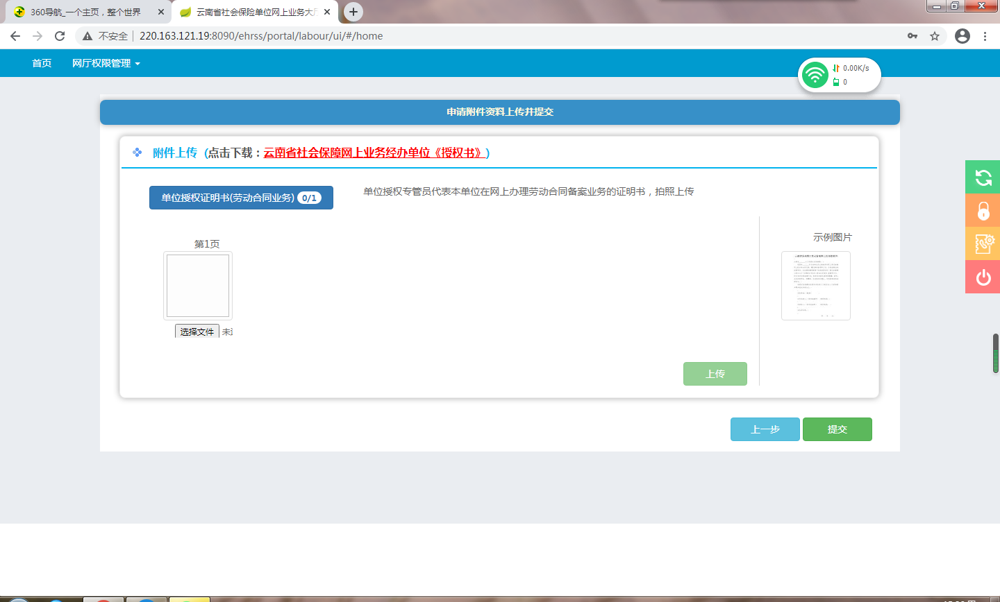 360导航_一个主页，整个世界
云南省社会保险单位网上业务大
不安全
220.163.121.19:8090/ehrss/portal/labour/ui/#/home
首页
网厅权限管理
0.00K/s
0
申请附件资料上传并提交
附件上传 (点击下载：云南省社会保障网上业务经办单位《授权书》)
单位授权证明书(劳动合同业务) 0/1
单位授权专管员代表本单位在网上办理劳动合同备案业务的证明书，拍照上传
第1页
示例图片
选择文件 未
上传
上一步
提交